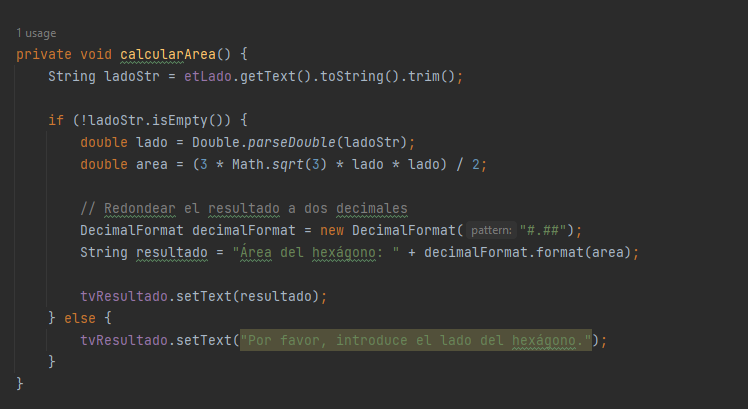 1 usage
private void calcularArea() {
String ladoStr = etLado.getText().toString().trim();
if (!ladoStr.isEmpty()) {
double lado = Double.parseDouble(ladoStr);
double area = (3 * Math.sqrt(3) * lado * lado) / 2;
// Redondear el resultado a dos decimales
DecimalFormat decimalFormat = new DecimalFormat( pattern: "#.##");
String resultado = "Área del hexágono: " + decimalFormat.format(area);
tvResultado.setText(resultado);
} else {
tvResultado.setText("Por favor, introduce el lado del hexágono.");
}
}